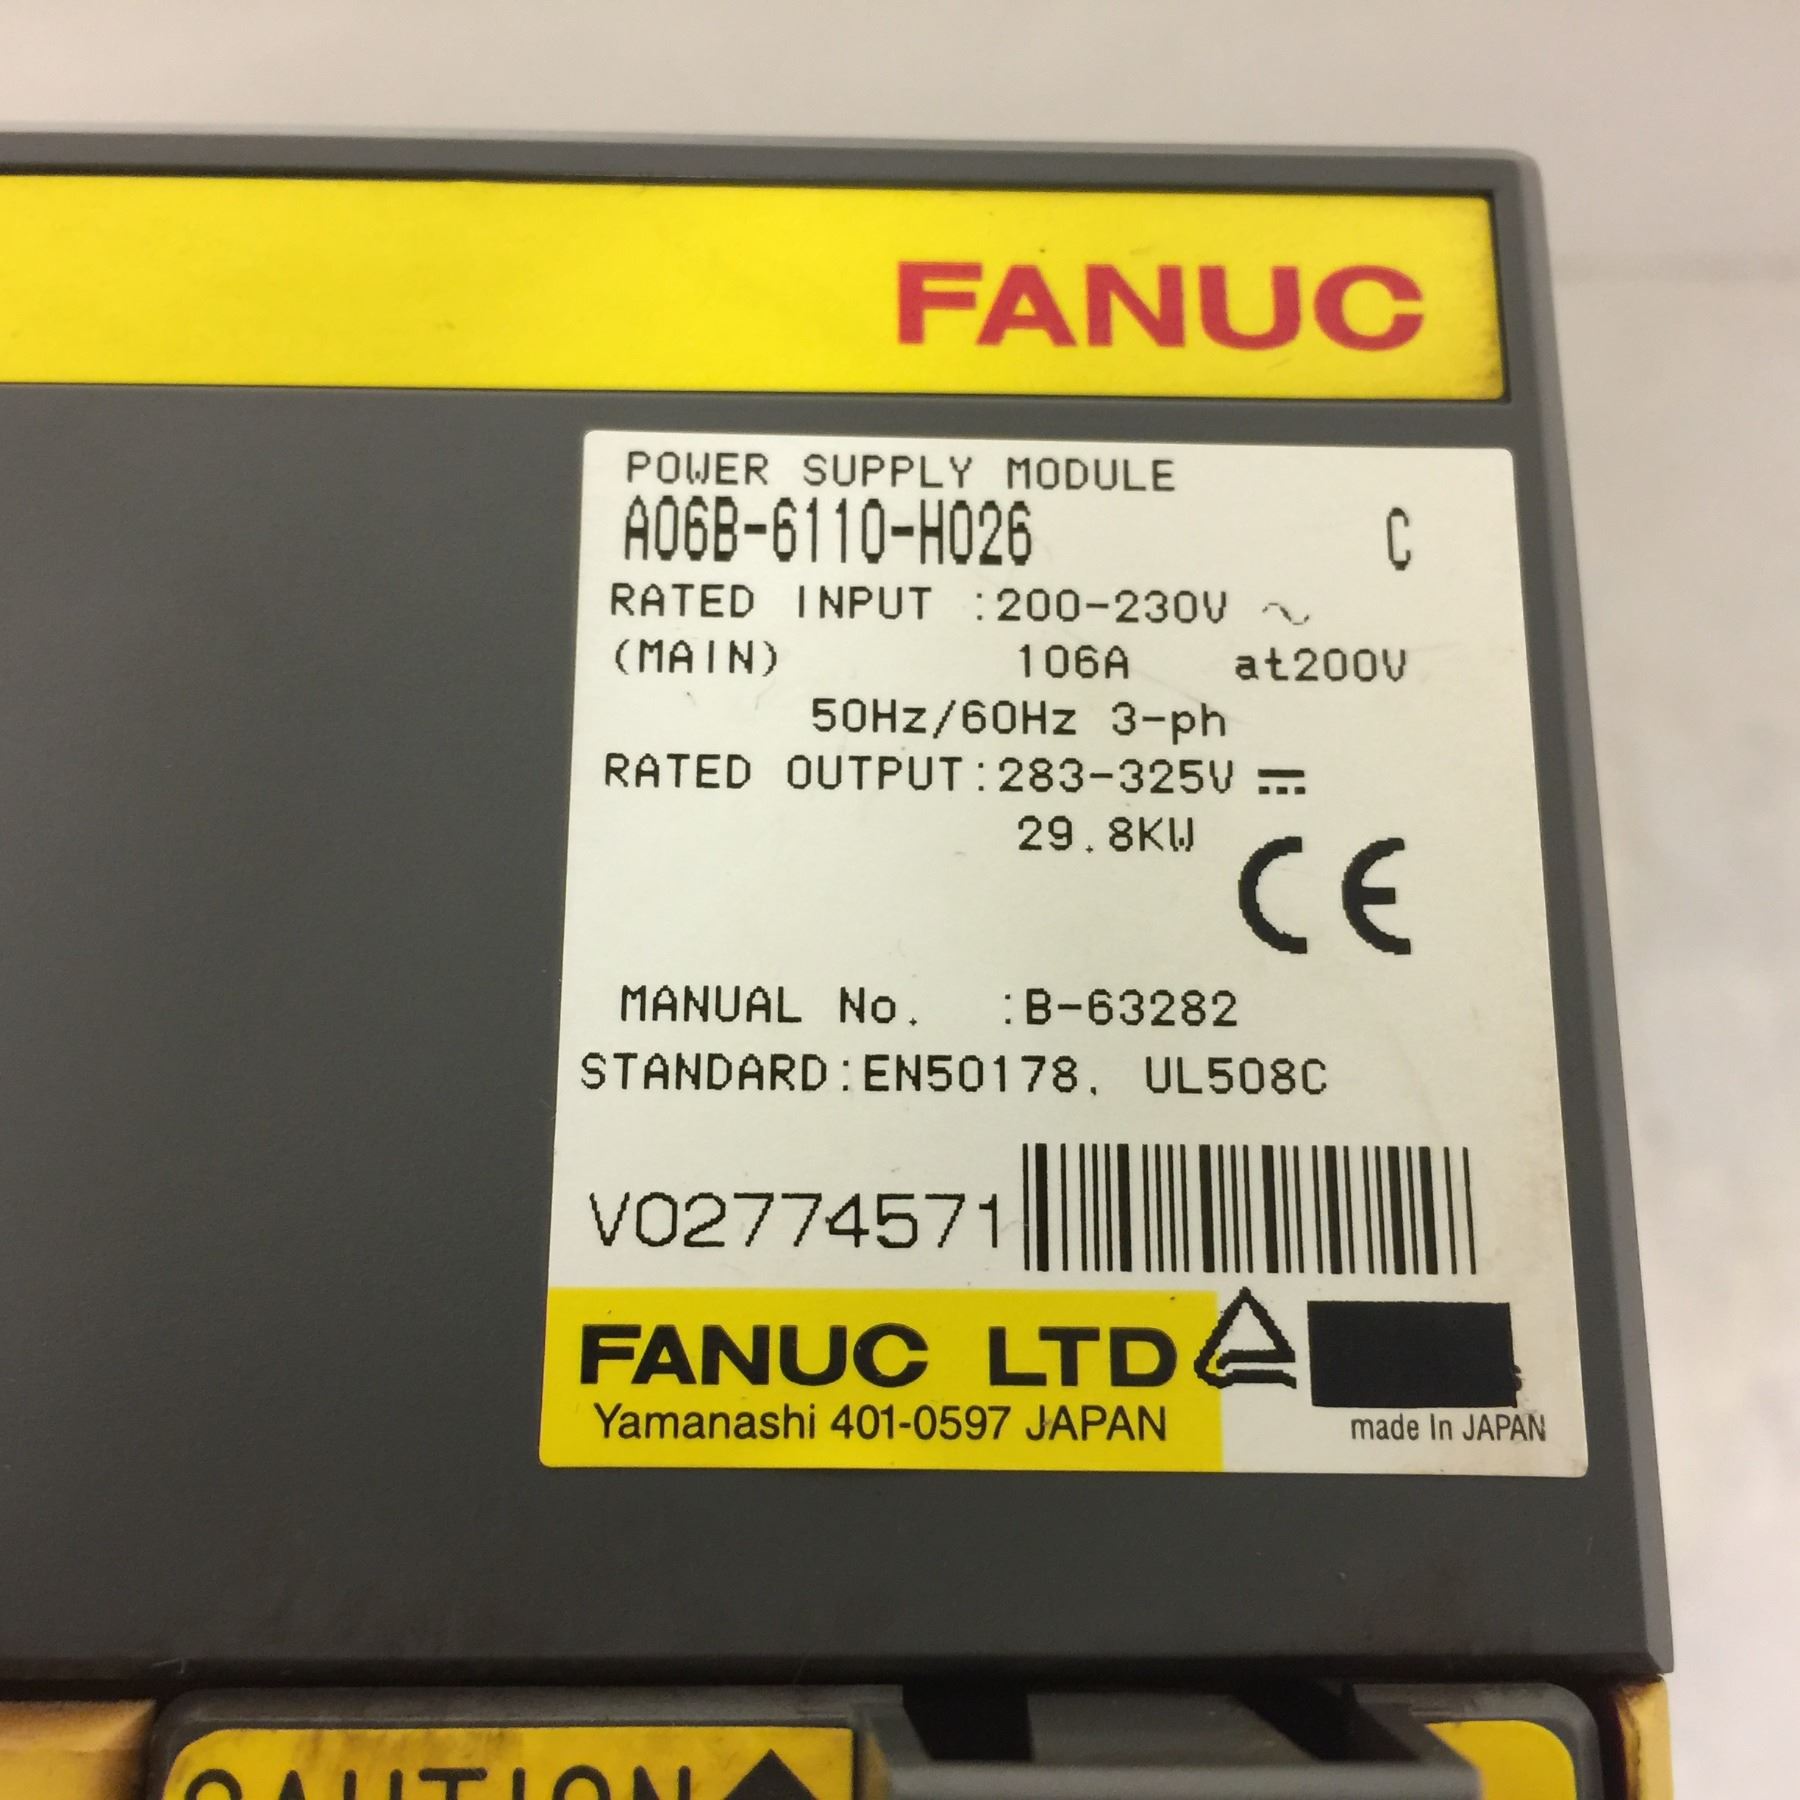 FANUC
POWER SUPPLY MODULE
A06B-6110-H026 C
RATED INPUT :200-230V ~
(MAIN) 106A at200V
50Hz/60Hz 3-ph
RATED OUTPUT:283-325V ⎓
29.8KW
CE
MANUAL No. :B-63282
STANDARD:EN50178, UL508C
V02774571
FANUC LTD
Yamanashi 401-0597 JAPAN
made In JAPAN
CAUTION